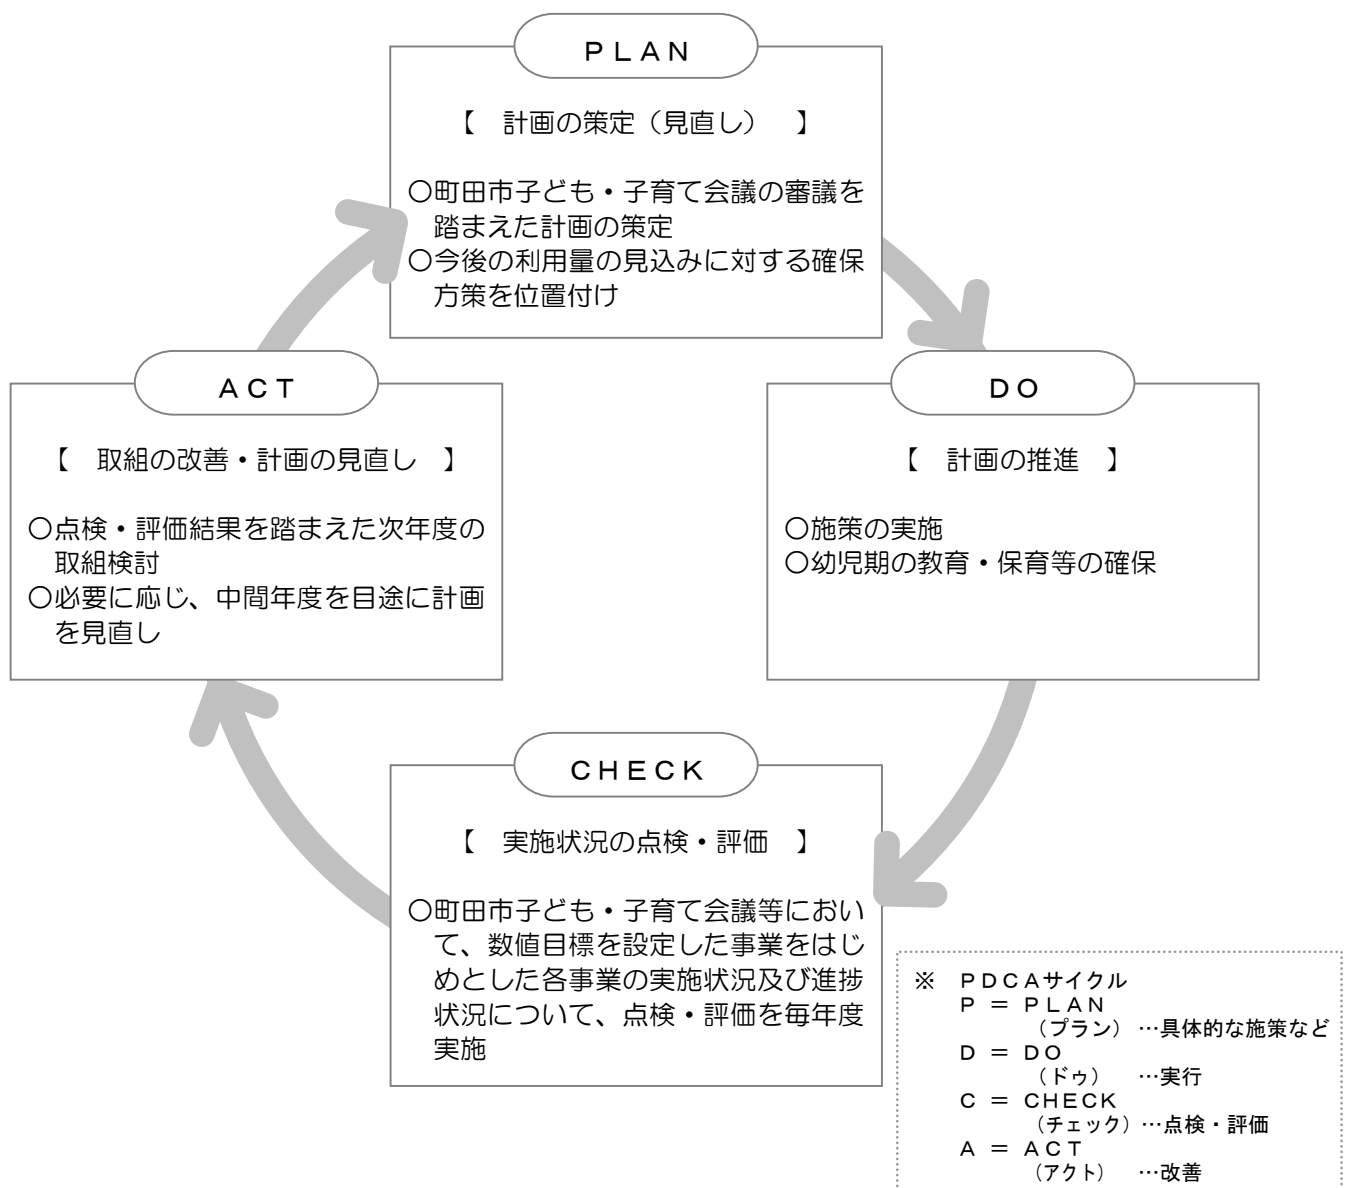 ＰＬＡＮ
【　計画の策定（見直し）　】
〇町田市子ども・子育て会議の審議を
踏まえた計画の策定
〇今後の利用量の見込みに対する確保
方策を位置付け
ＤＯ
【　計画の推進　】
〇施策の実施
〇幼児期の教育・保育等の確保
ＣＨＥＣＫ
【　実施状況の点検・評価　】
〇町田市子ども・子育て会議等におい
て、数値目標を設定した事業をはじ
めとした各事業の実施状況及び進捗
状況について、点検・評価を毎年度
実施
ＡＣＴ
【　取組の改善・計画の見直し　】
〇点検・評価結果を踏まえた次年度の
取組検討
〇必要に応じ、中間年度を目途に計画
を見直し
※　ＰＤＣＡサイクル
Ｐ　＝　ＰＬＡＮ
（プラン）…具体的な施策など
Ｄ　＝　ＤＯ
（ドゥ）　…実行
Ｃ　＝　ＣＨＥＣＫ
（チェック）…点検・評価
Ａ　＝　ＡＣＴ
（アクト）　…改善